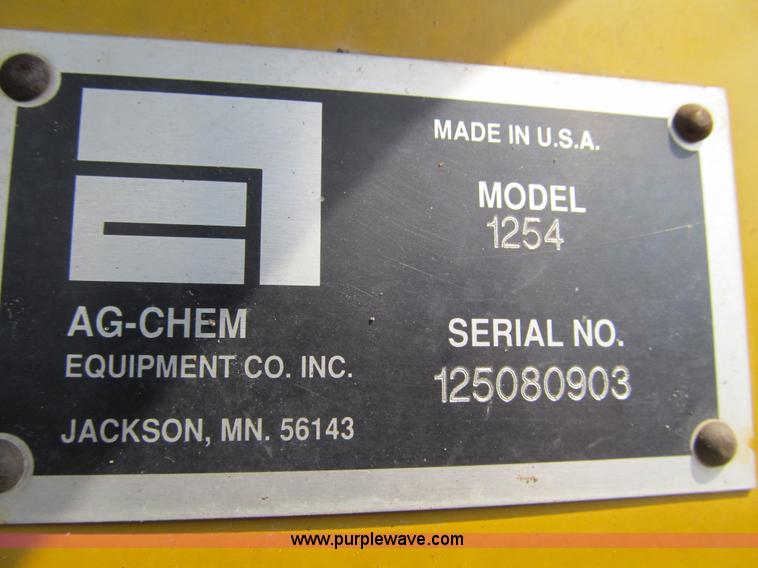 MADE IN U.S.A.
MODEL
1254
AG-CHEM
EQUIPMENT CO. INC.
JACKSON, MN. 56143
SERIAL NO.
125080903
www.purplewave.com